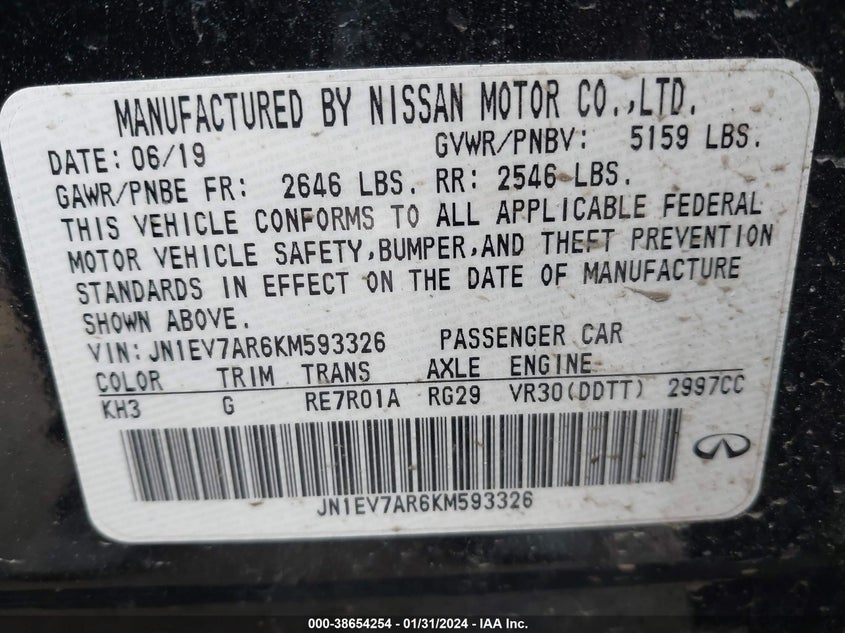 MANUFACTURED BY NISSAN MOTOR CO.,LTD.
DATE: 06/19 GVWR/PNBV: 5159 LBS.
GAWR/PNBE FR: 2646 LBS. RR: 2546 LBS.
THIS VEHICLE CONFORMS TO ALL APPLICABLE FEDERAL
MOTOR VEHICLE SAFETY,BUMPER,AND THEFT PREVENTION
STANDARDS IN EFFECT ON THE DATE OF MANUFACTURE
SHOWN ABOVE.
VIN: JN1EV7AR6KM593326 PASSENGER CAR
COLOR TRIM TRANS AXLE ENGINE
KH3 G RE7R01A RG29 VR30(DDTT) 2997CC
JN1EV7AR6KM593326
000-38654254 / 01/31/2024 - IAA Inc.